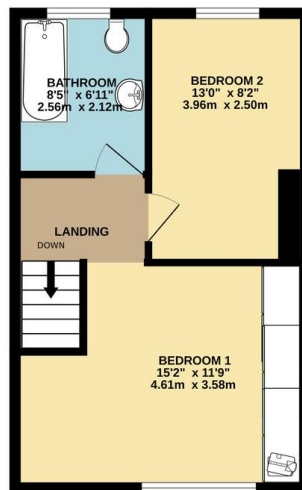 BATHROOM
8'5" x 6'11"
2.56m x 2.12m
BEDROOM 2
13'0" x 8'2"
3.96m x 2.50m
LANDING
DOWN
BEDROOM 1
15'2" x 11'9"
4.61m x 3.58m